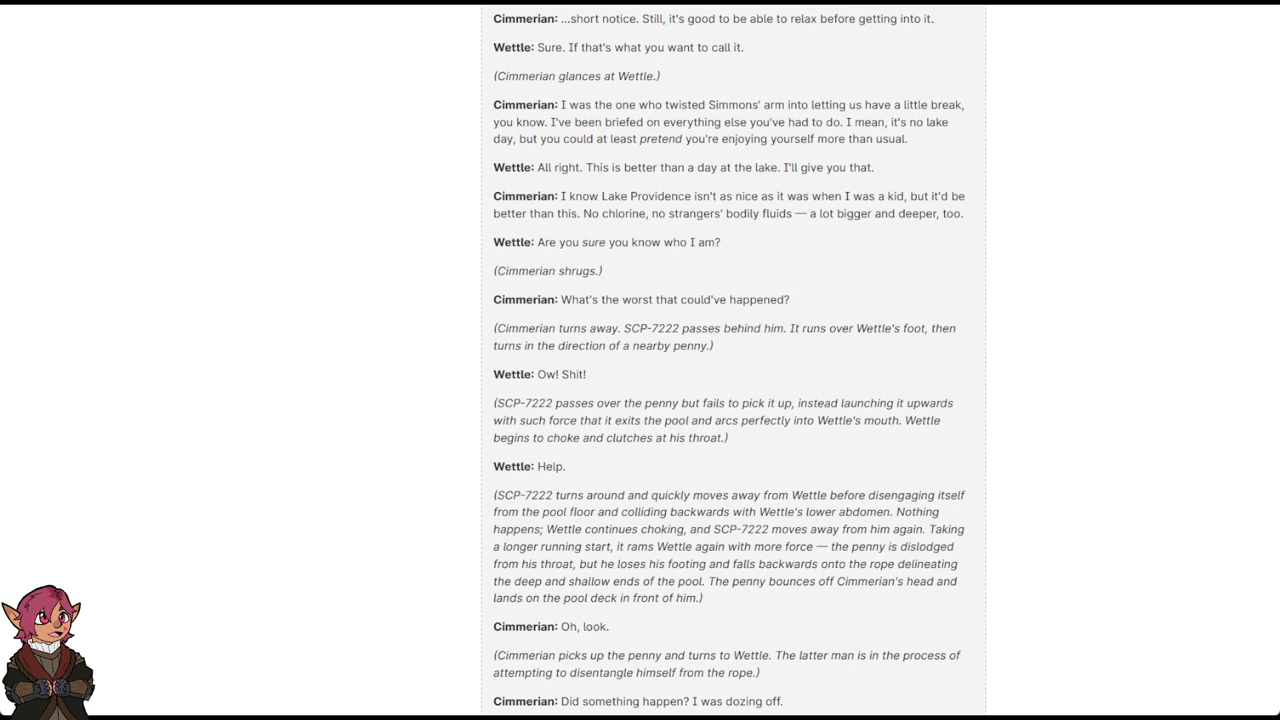 Cimmerian: ...short notice. Still, it's good to be able to relax before getting into it.
Wettle: Sure. If that's what you want to call it.
(Cimmerian glances at Wettle.)
Cimmerian: I was the one who twisted Simmons' arm into letting us have a little break,
you know. I've been briefed on everything else you've had to do. I mean, it's no lake
day, but you could at least pretend you're enjoying yourself more than usual.
Wettle: All right. This is better than a day at the lake. I'll give you that.
Cimmerian: I know Lake Providence isn't as nice as it was when I was a kid, but it'd be
better than this. No chlorine, no strangers' bodily fluids — a lot bigger and deeper, too.
Wettle: Are you sure you know who I am?
(Cimmerian shrugs.)
Cimmerian: What's the worst that could've happened?
(Cimmerian turns away. SCP-7222 passes behind him. It runs over Wettle's foot, then
turns in the direction of a nearby penny.)
Wettle: Ow! Shit!
(SCP-7222 passes over the penny but fails to pick it up, instead launching it upwards
with such force that it exits the pool and arcs perfectly into Wettle's mouth. Wettle
begins to choke and clutches at his throat.)
Wettle: Help.
(SCP-7222 turns around and quickly moves away from Wettle before disengaging itself
from the pool floor and colliding backwards with Wettle's lower abdomen. Nothing
happens; Wettle continues choking, and SCP-7222 moves away from him again. Taking
a longer running start, it rams Wettle again with more force — the penny is dislodged
from his throat, but he loses his footing and falls backwards onto the rope delineating
the deep and shallow ends of the pool. The penny bounces off Cimmerian's head and
lands on the pool deck in front of him.)
Cimmerian: Oh, look.
(Cimmerian picks up the penny and turns to Wettle. The latter man is in the process of
attempting to disentangle himself from the rope.)
Cimmerian: Did something happen? I was dozing off.